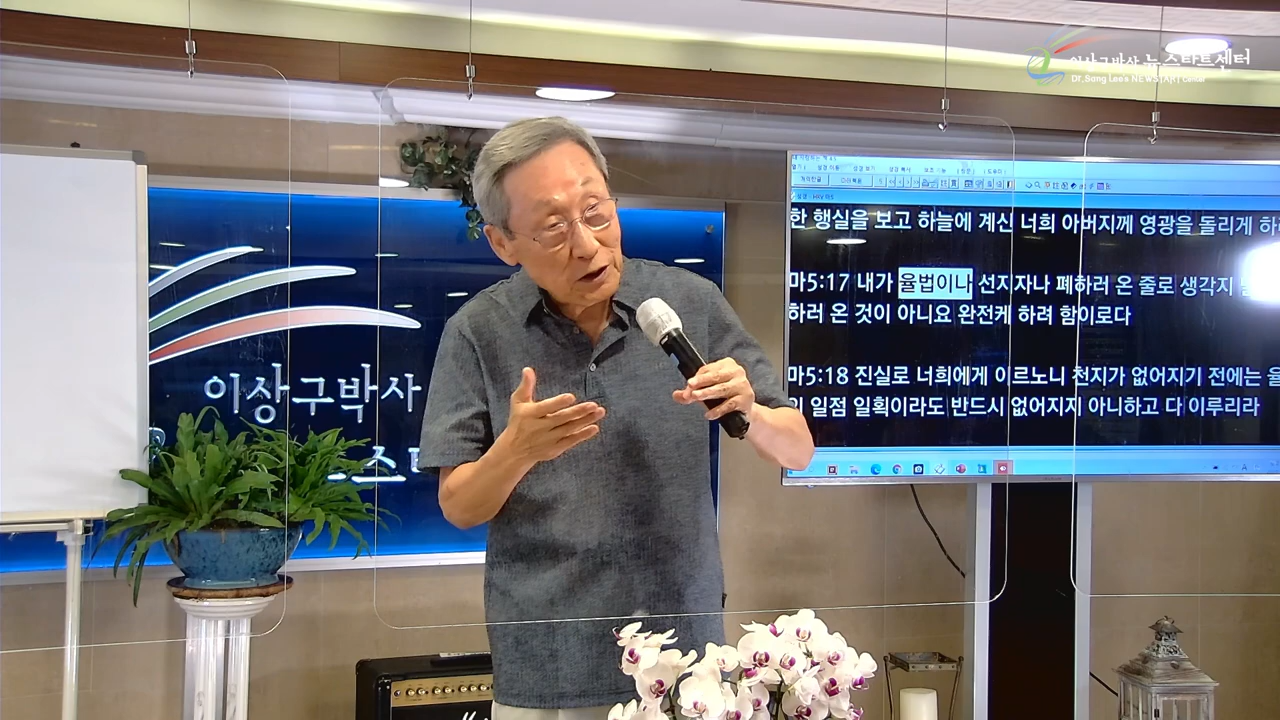 이상구박사 뉴스타트센터
Dr.Sang Lee's NEWSTART Center
이상구박사
한 행실을 보고 하늘에 계신 너희 아버지께 영광을 돌리게 하
마5:17 내가 율법이나 선지자나 폐하러 온 줄로 생각지
하러 온 것이 아니요 완전케 하려 함이로다
마5:18 진실로 너희에게 이르노니 천지가 없어지기 전에는 율
의 일점 일획이라도 반드시 없어지지 아니하고 다 이루리라